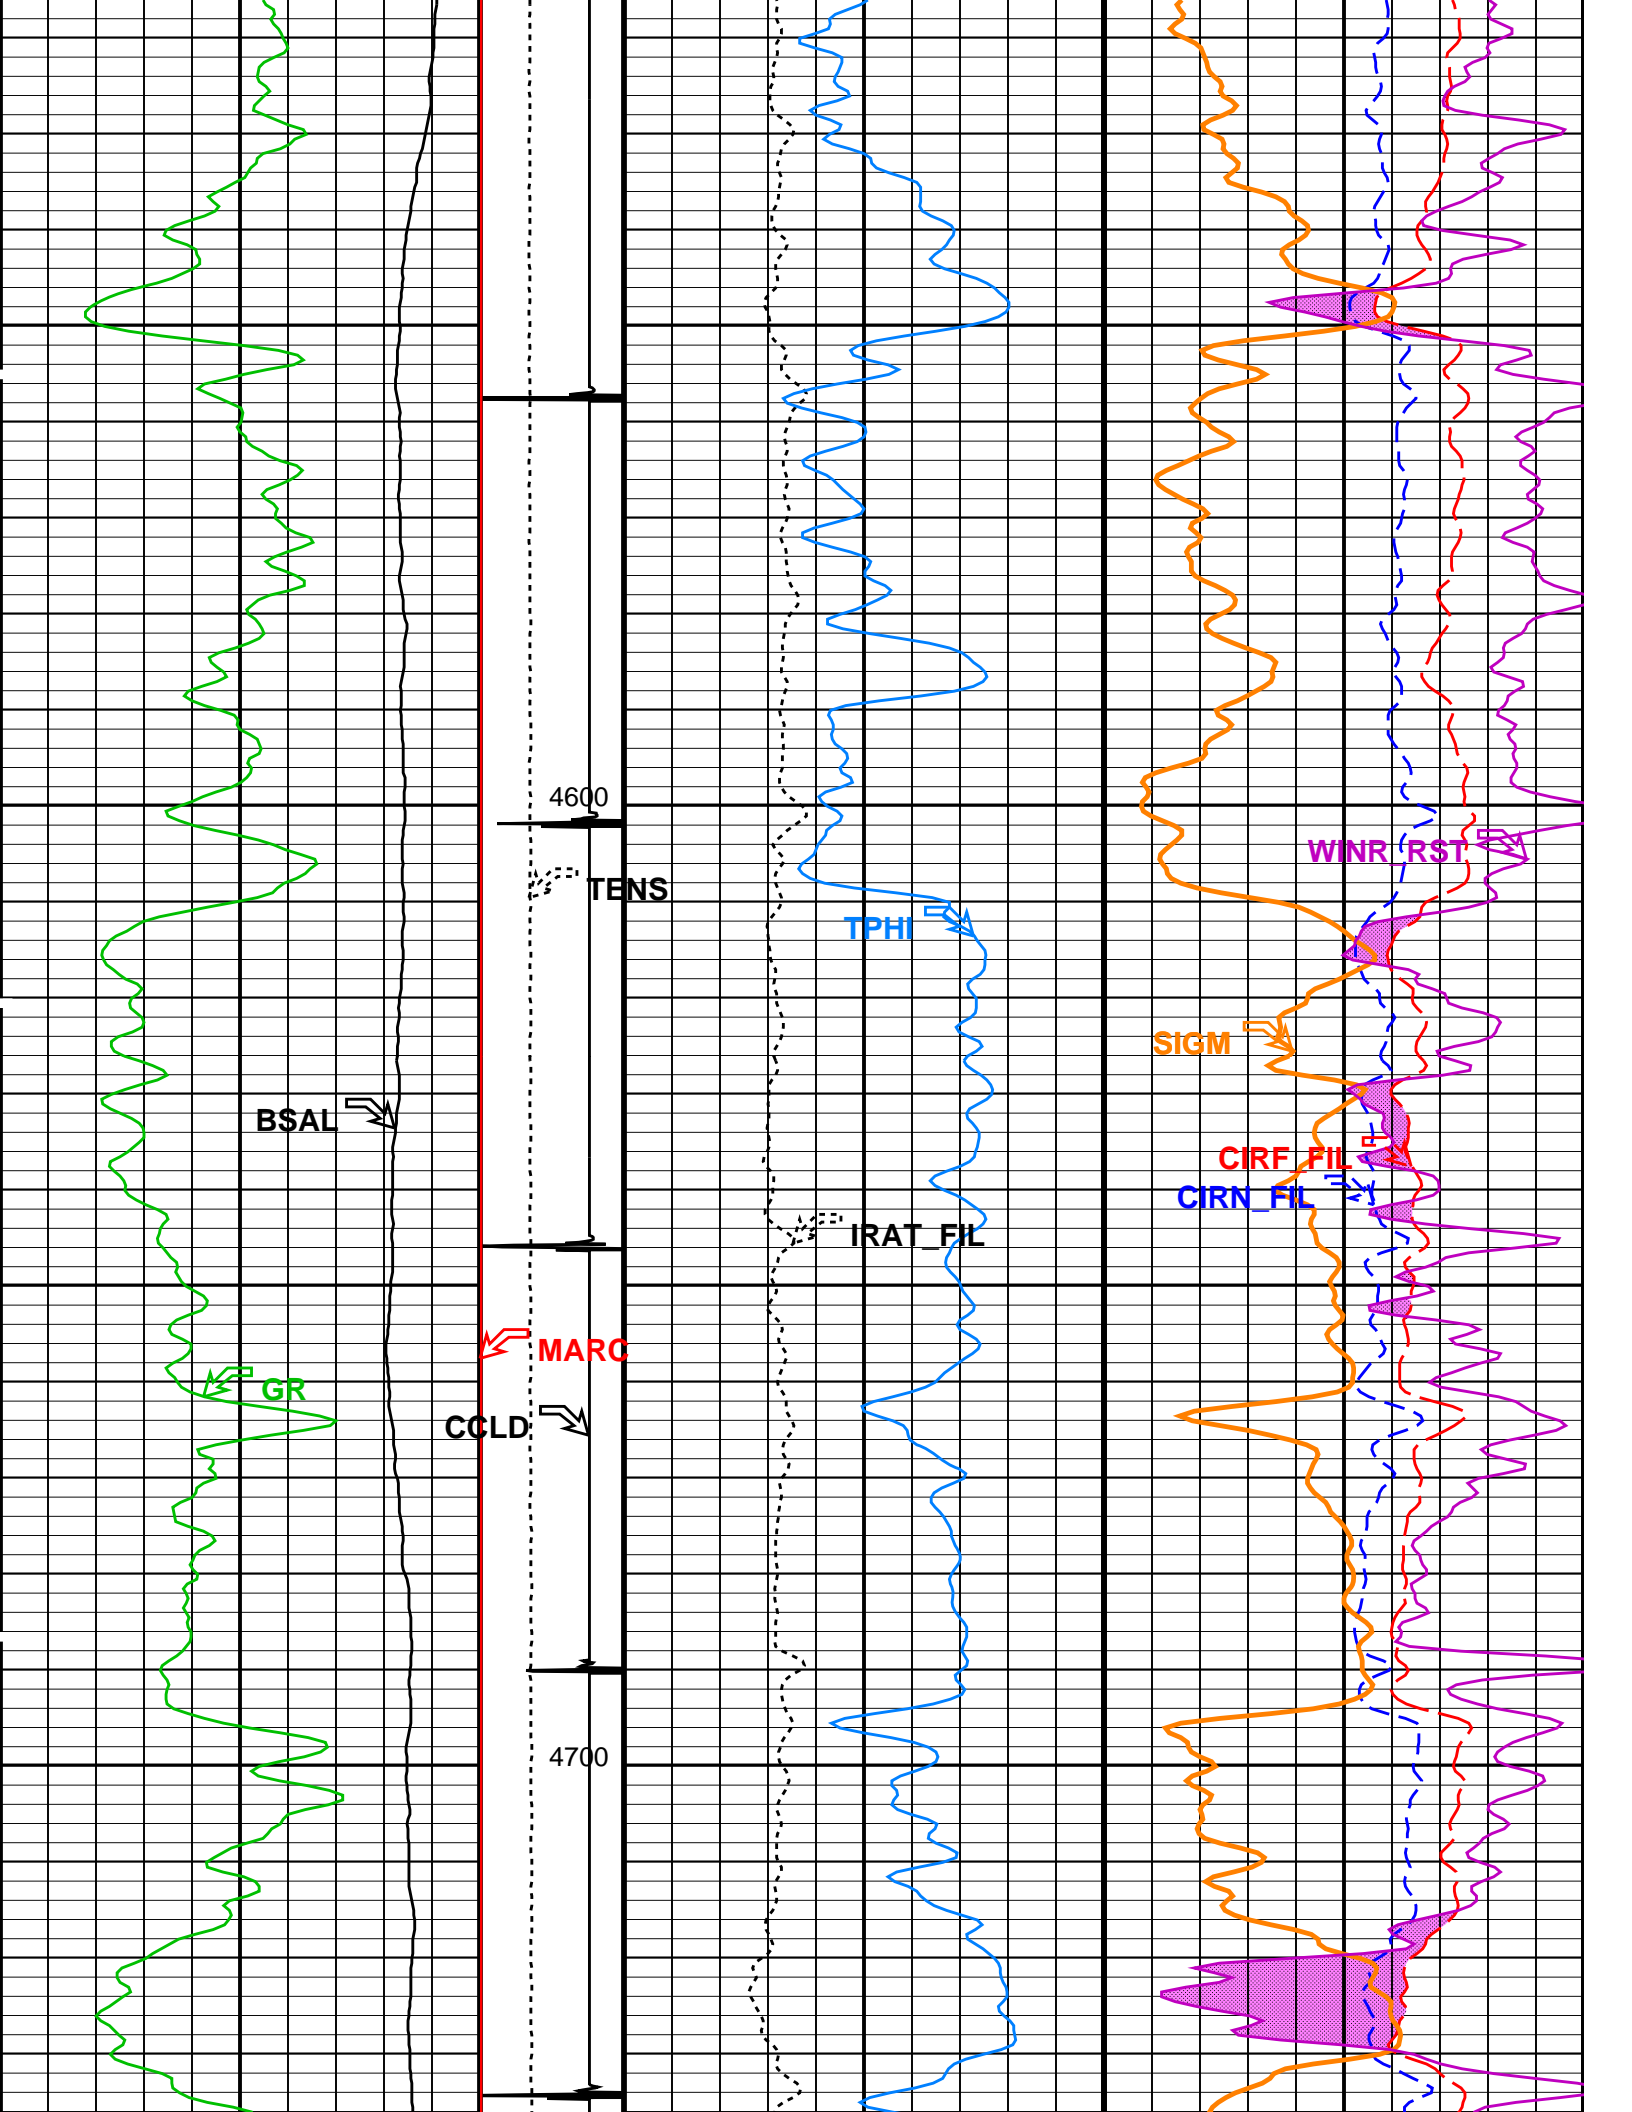 4600
WINR_RST
TENS
TPHI
SIGM
BSAL
CIRF_FIL
CIRN_FIL
IRAT_FIL
MARC
GR
CCLD
4700